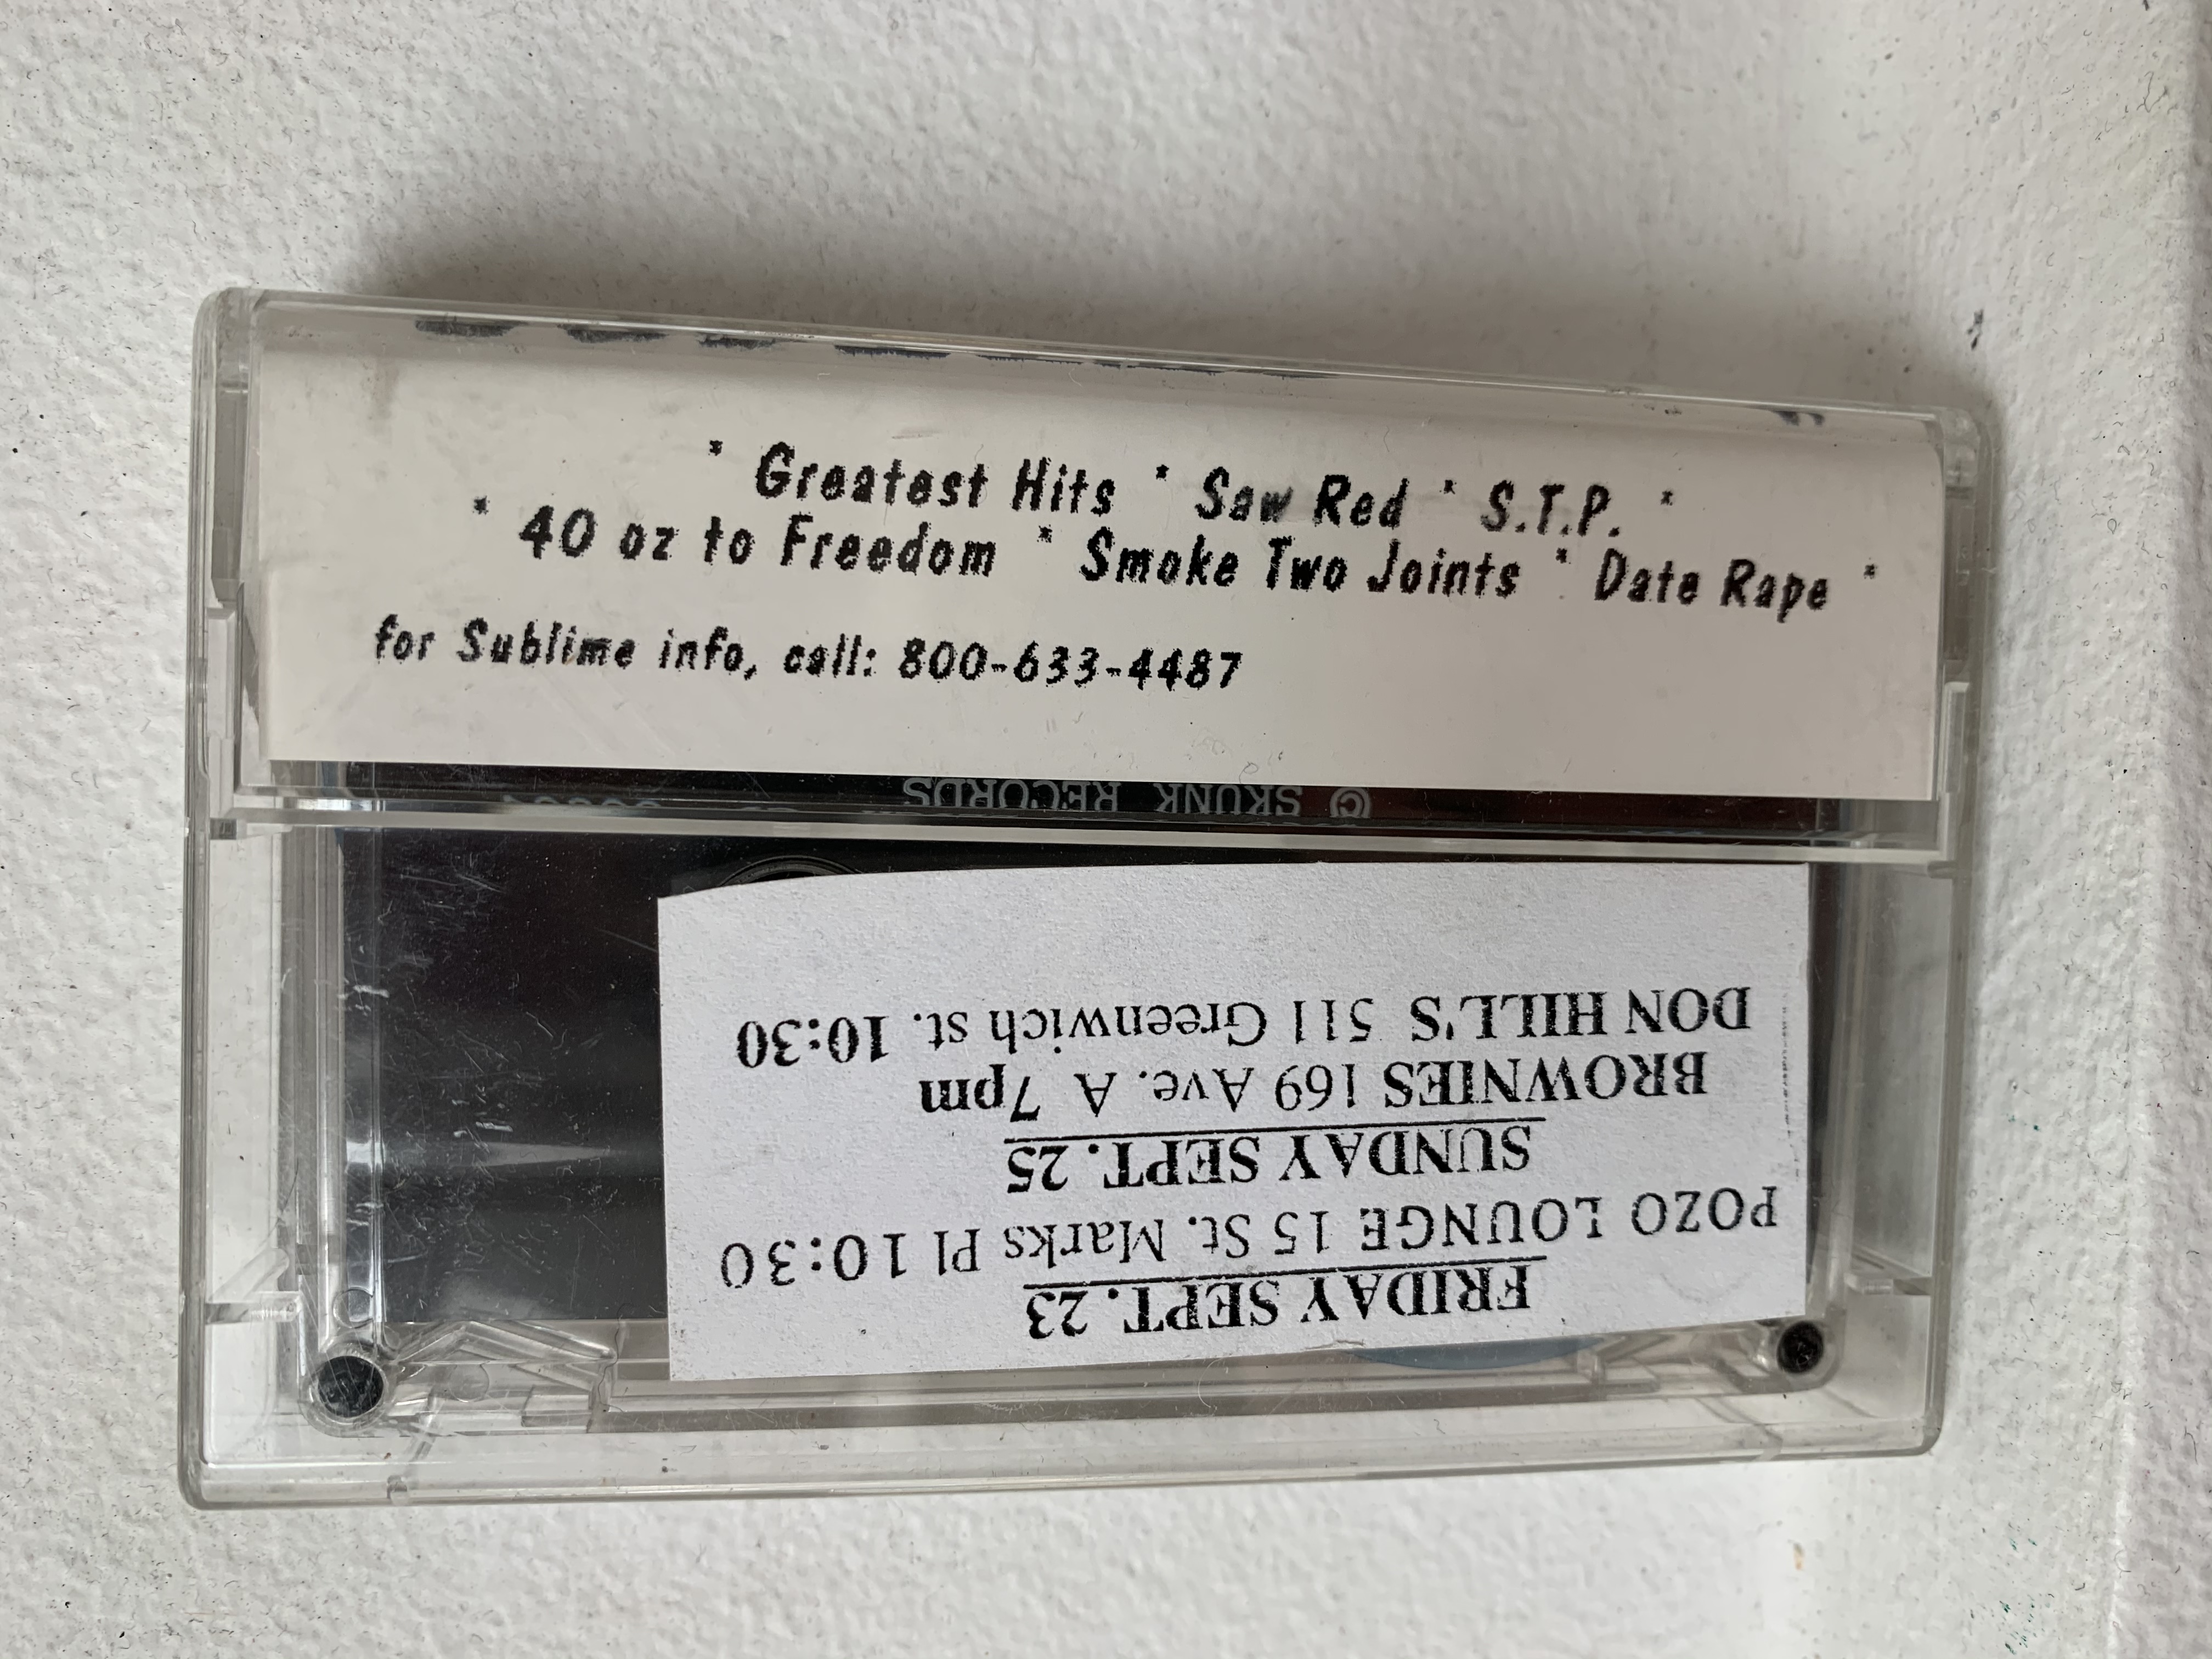 * Greatest Hits * Saw Red * S.T.P. *
* 40 oz to Freedom * Smoke Two Joints * Date Rape *
for Sublime info, call: 800-633-4487
© SKUNK RECORDS
FRIDAY SEPT. 23
POZO LOUNGE 15 St. Marks Pl 10:30
SUNDAY SEPT. 25
BROWNIES 169 Ave. A 7pm
DON HILL'S 511 Greenwich st. 10:30